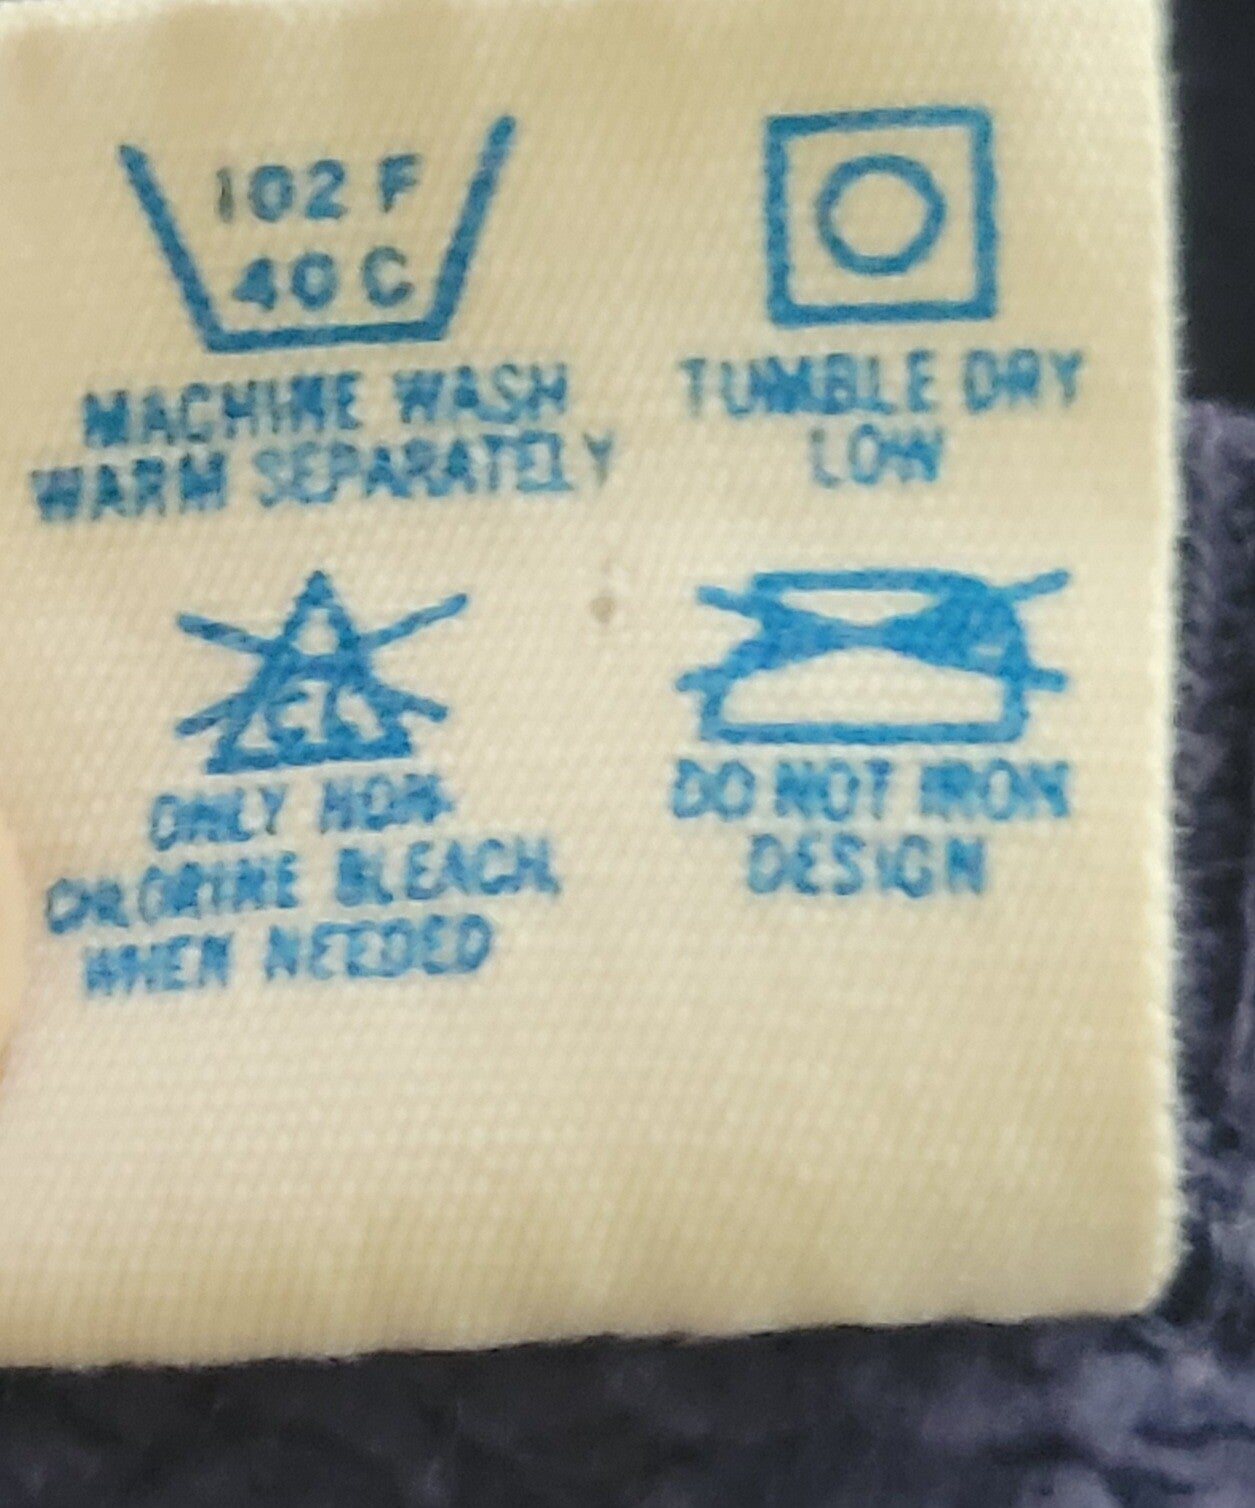 102 F
40 C
MACHINE WASH
WARM SEPARATELY
TUMBLE DRY
LOW
CL
ONLY NON-
CHLORINE BLEACH,
WHEN NEEDED
DO NOT IRON
DESIGN